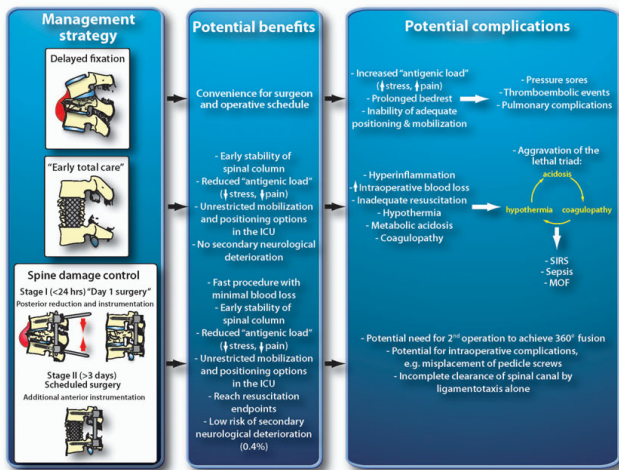 Management
strategy
Delayed fixation
"Early total care"
Spine damage control
Stage I (<24 hrs) "Day 1 surgery"
Posterior reduction and instrumentation
Stage II (>3 days)
Scheduled surgery
Additional anterior instrumentation
Potential benefits
Convenience for surgeon
and operative schedule
- Early stability of
spinal column
- Reduced "antigenic load"
(↓stress, ↓pain)
- Unrestricted mobilization
and positioning options
in the ICU
- No secondary neurological
deterioration
- Fast procedure with
minimal blood loss
- Early stability of
spinal column
- Reduced "antigenic load"
(↓stress, ↓pain)
- Unrestricted mobilization
and positioning options
in the ICU
- Reach resuscitation
endpoints
- Low risk of secondary
neurological deterioration
(0.4%)
Potential complications
- Increased "antigenic load"
(↑stress, ↑pain)
- Prolonged bedrest
- Inability of adequate
positioning & mobilization
- Pressure sores
- Thromboembolic events
- Pulmonary complications
- Hyperinflammation
- ↑Intraoperative blood loss
- Inadequate resuscitation
- Hypothermia
- Metabolic acidosis
- Coagulopathy
- Aggravation of the
lethal triad:
acidosis
hypothermia coagulopathy
- SIRS
- Sepsis
- MOF
- Potential need for 2nd operation to achieve 360° fusion
- Potential for intraoperative complications,
e.g. misplacement of pedicle screws
- Incomplete clearance of spinal canal by
ligamentotaxis alone